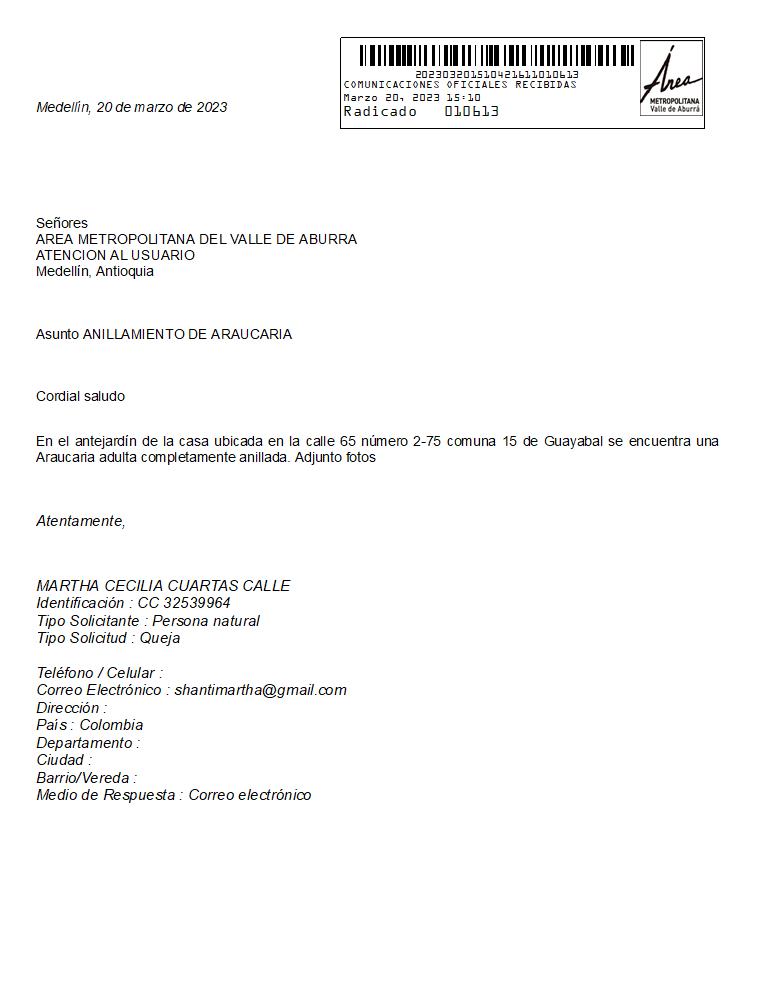 202303201510421611010613
COMUNICACIONES OFICIALES RECIBIDAS
Marzo 20, 2023 15:10
Radicado 010613
Área
METROPOLITANA
Valle de Aburrá
Medellín, 20 de marzo de 2023
Señores
AREA METROPOLITANA DEL VALLE DE ABURRA
ATENCION AL USUARIO
Medellín, Antioquia
Asunto ANILLAMIENTO DE ARAUCARIA
Cordial saludo
En el antejardín de la casa ubicada en la calle 65 número 2-75 comuna 15 de Guayabal se encuentra una
Araucaria adulta completamente anillada. Adjunto fotos
Atentamente,
MARTHA CECILIA CUARTAS CALLE
Identificación : CC 32539964
Tipo Solicitante : Persona natural
Tipo Solicitud : Queja
Teléfono / Celular :
Correo Electrónico : shantimartha@gmail.com
Dirección :
País : Colombia
Departamento :
Ciudad :
Barrio/Vereda :
Medio de Respuesta : Correo electrónico